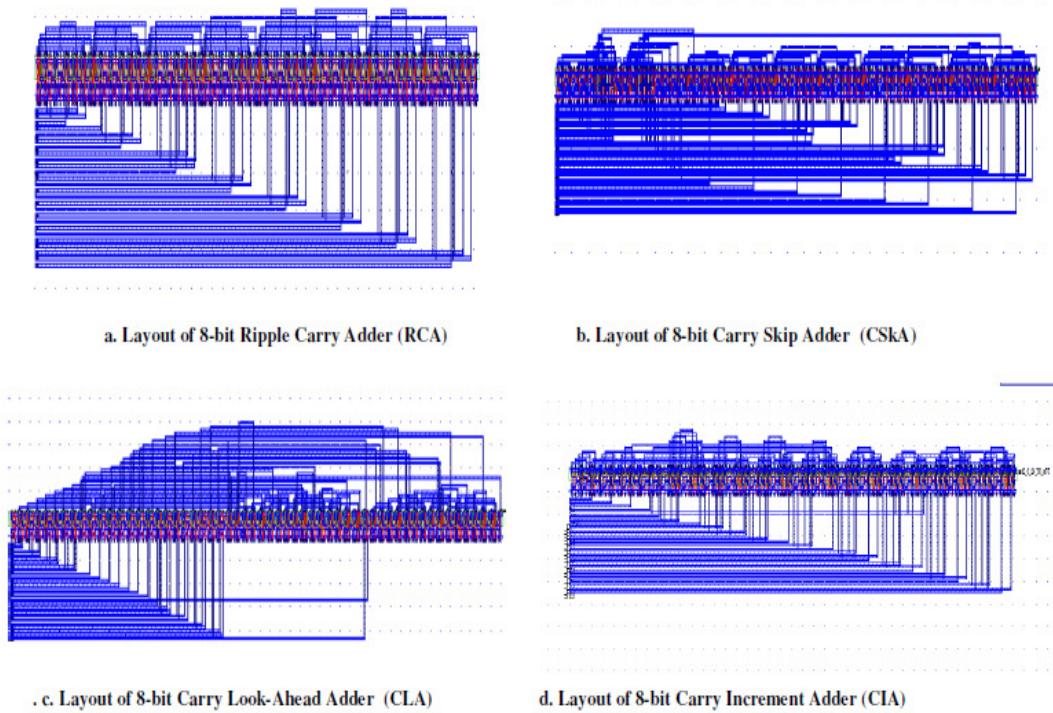 a. Layout of 8-bit Ripple Carry Adder (RCA)
b. Layout of 8-bit Carry Skip Adder (CSkA)
. c. Layout of 8-bit Carry Look-Ahead Adder (CLA)
d. Layout of 8-bit Carry Increment Adder (CIA)